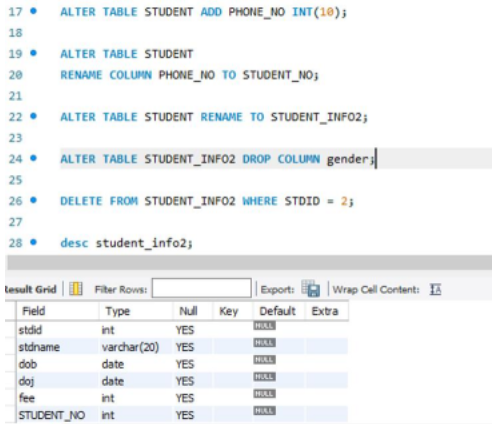 17 ALTER TABLE STUDENT ADD PHONE_NO INT(10);
18
19 ALTER TABLE STUDENT
20 RENAME COLUMN PHONE_NO TO STUDENT_NO;
21
22 ALTER TABLE STUDENT RENAME TO STUDENT_INFO2;
23
24 ALTER TABLE STUDENT_INFO2 DROP COLUMN gender;
25
26 DELETE FROM STUDENT_INFO2 WHERE STDID = 2;
27
28 desc student_info2;
esult Grid Filter Rows: Export: Wrap Cell Content: IA
Field Type Null Key Default Extra
stdid int YES NULL
stdname varchar(20) YES NULL
dob date YES NULL
doj date YES NULL
fee int YES NULL
STUDENT_NO int YES NULL